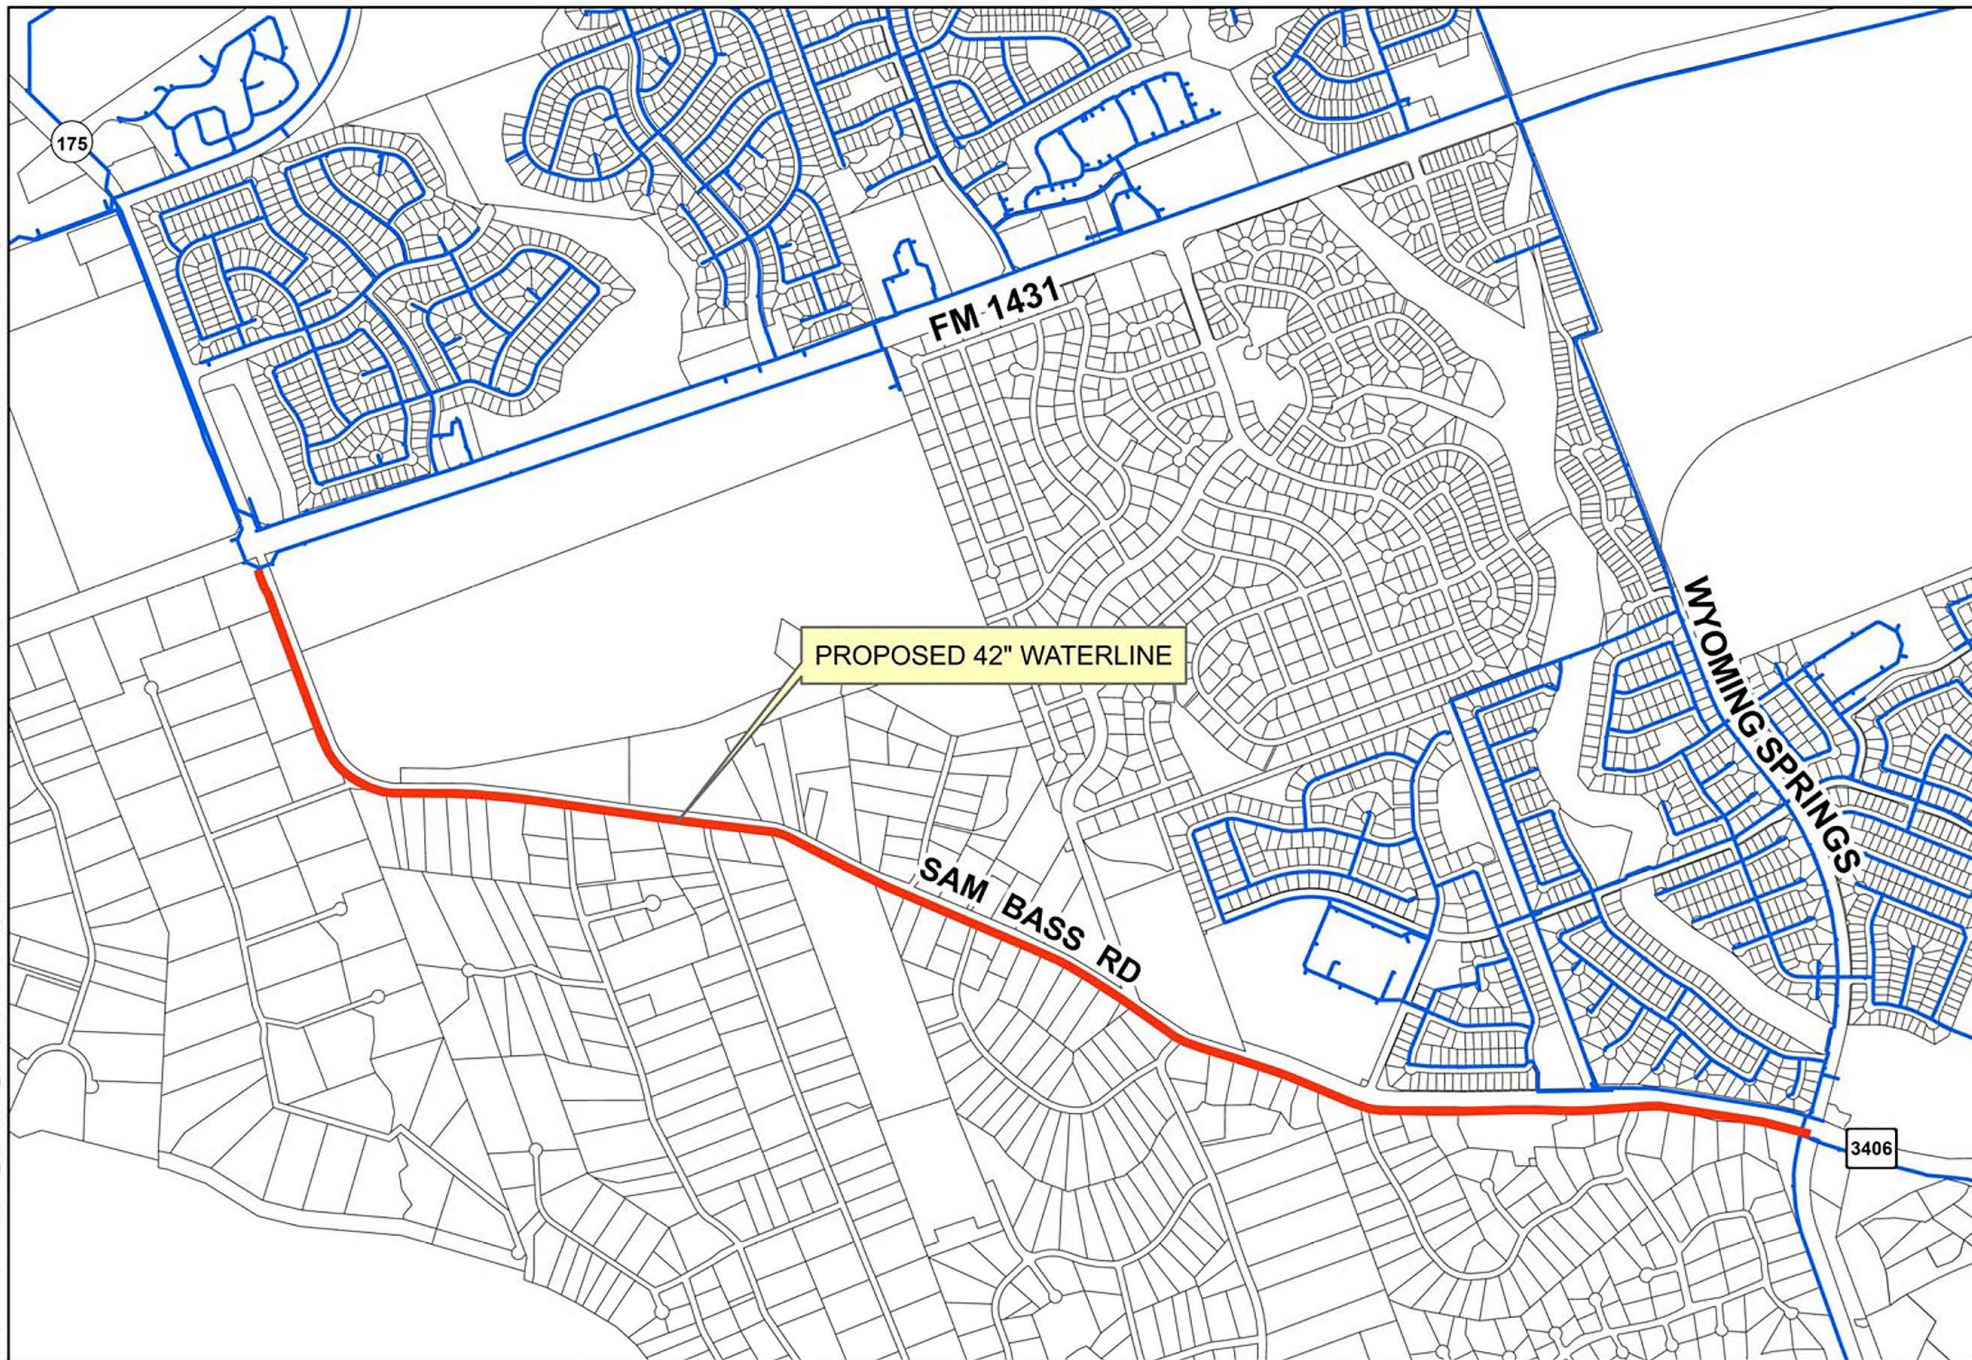 175
FM 1431
PROPOSED 42" WATERLINE
WYOMING SPRINGS
SAM BASS RD
3406